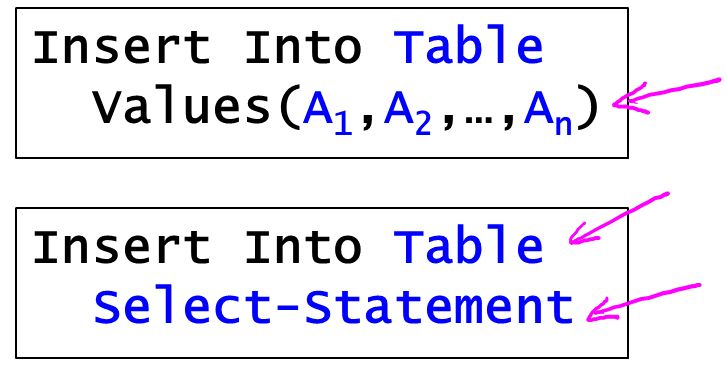 Insert Into Table
Values(A₁,A₂,…,Aₙ)
Insert Into Table
Select-Statement